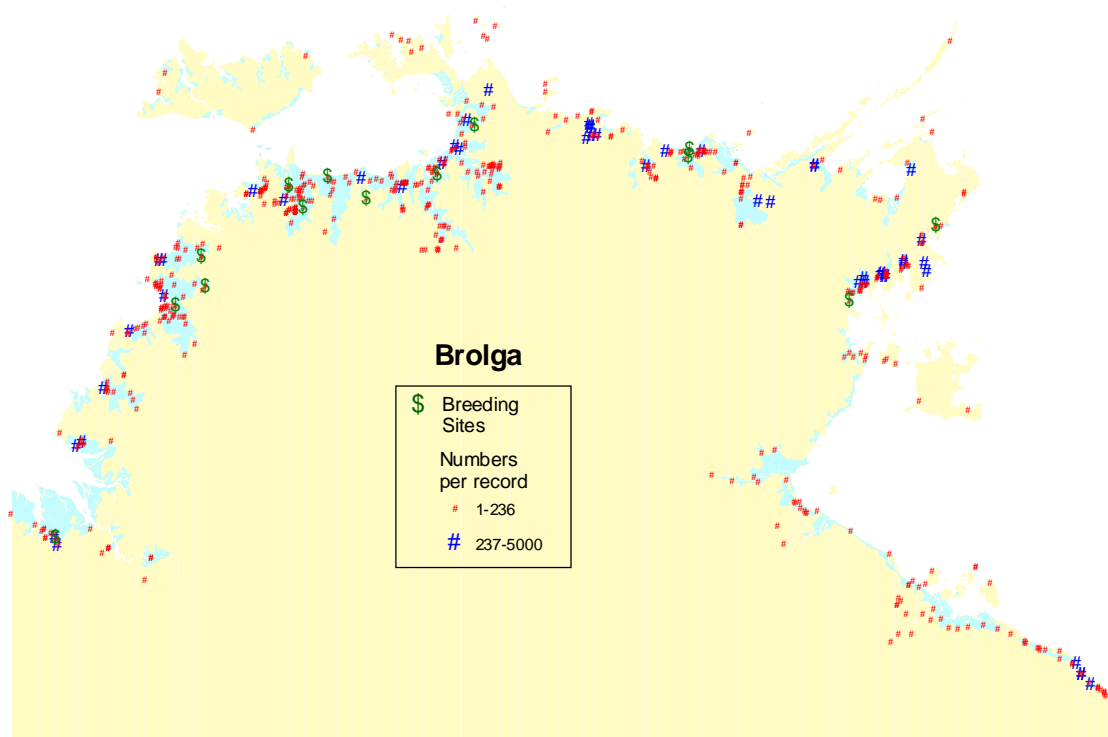 Brolga
$ Breeding
Sites
Numbers
per record
# 1-236
# 237-5000